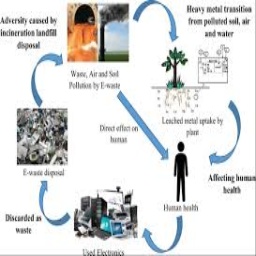 Adversity caused by
incineration landfill
disposal
Heavy metal transition
from polluted soil, air
and water
Waste, Air and Soil
Pollution by E-waste
Leached metal uptake by
plant
Direct effect on
human
E-waste disposal
Affecting human
health
Human health
Discarded as
waste
Used Electronics